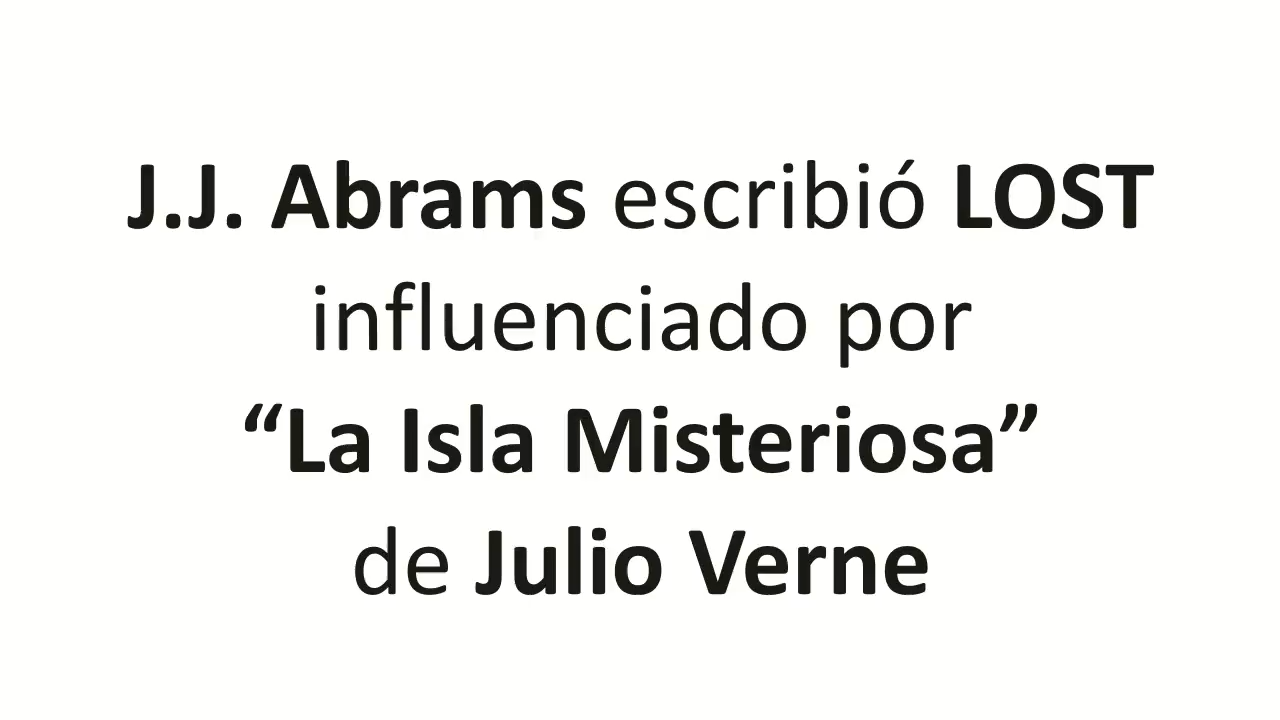 J.J. Abrams escribió LOST
influenciado por
“La Isla Misteriosa”
de Julio Verne